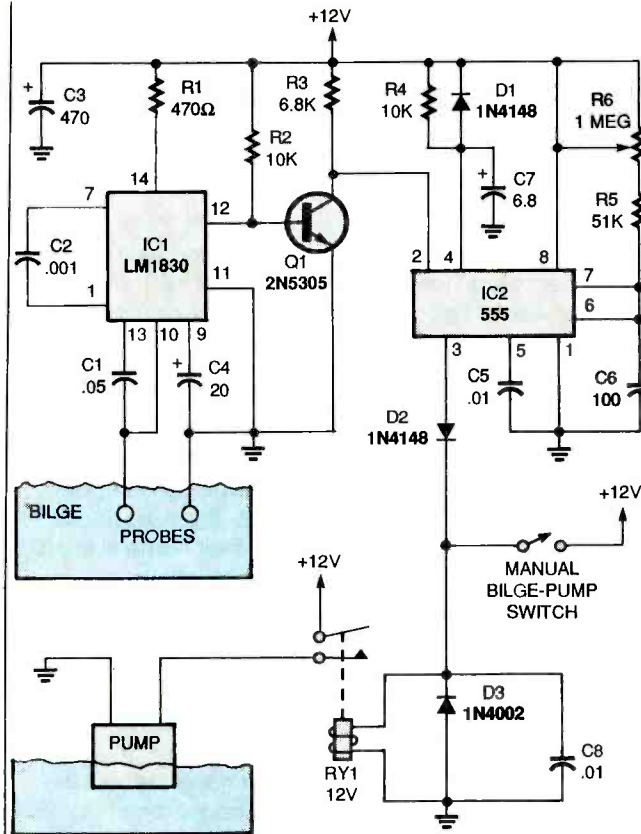 +12V
C3
470
+
R1
470Ω
R2
10K
R3
6.8K
R4
10K
D1
1N4148
R6
1 MEG
+
C7
6.8
R5
51K
14
7
12
IC1
LM1830
C2
.001
11
1
13
10
9
Q1
2N5305
2
4
8
7
IC2
555
6
3
5
1
C1
.05
+
C4
20
C5
.01
C6
100
D2
1N4148
BILGE
PROBES
+12V
MANUAL
BILGE-PUMP
SWITCH
+12V
PUMP
RY1
12V
D3
1N4002
C8
.01